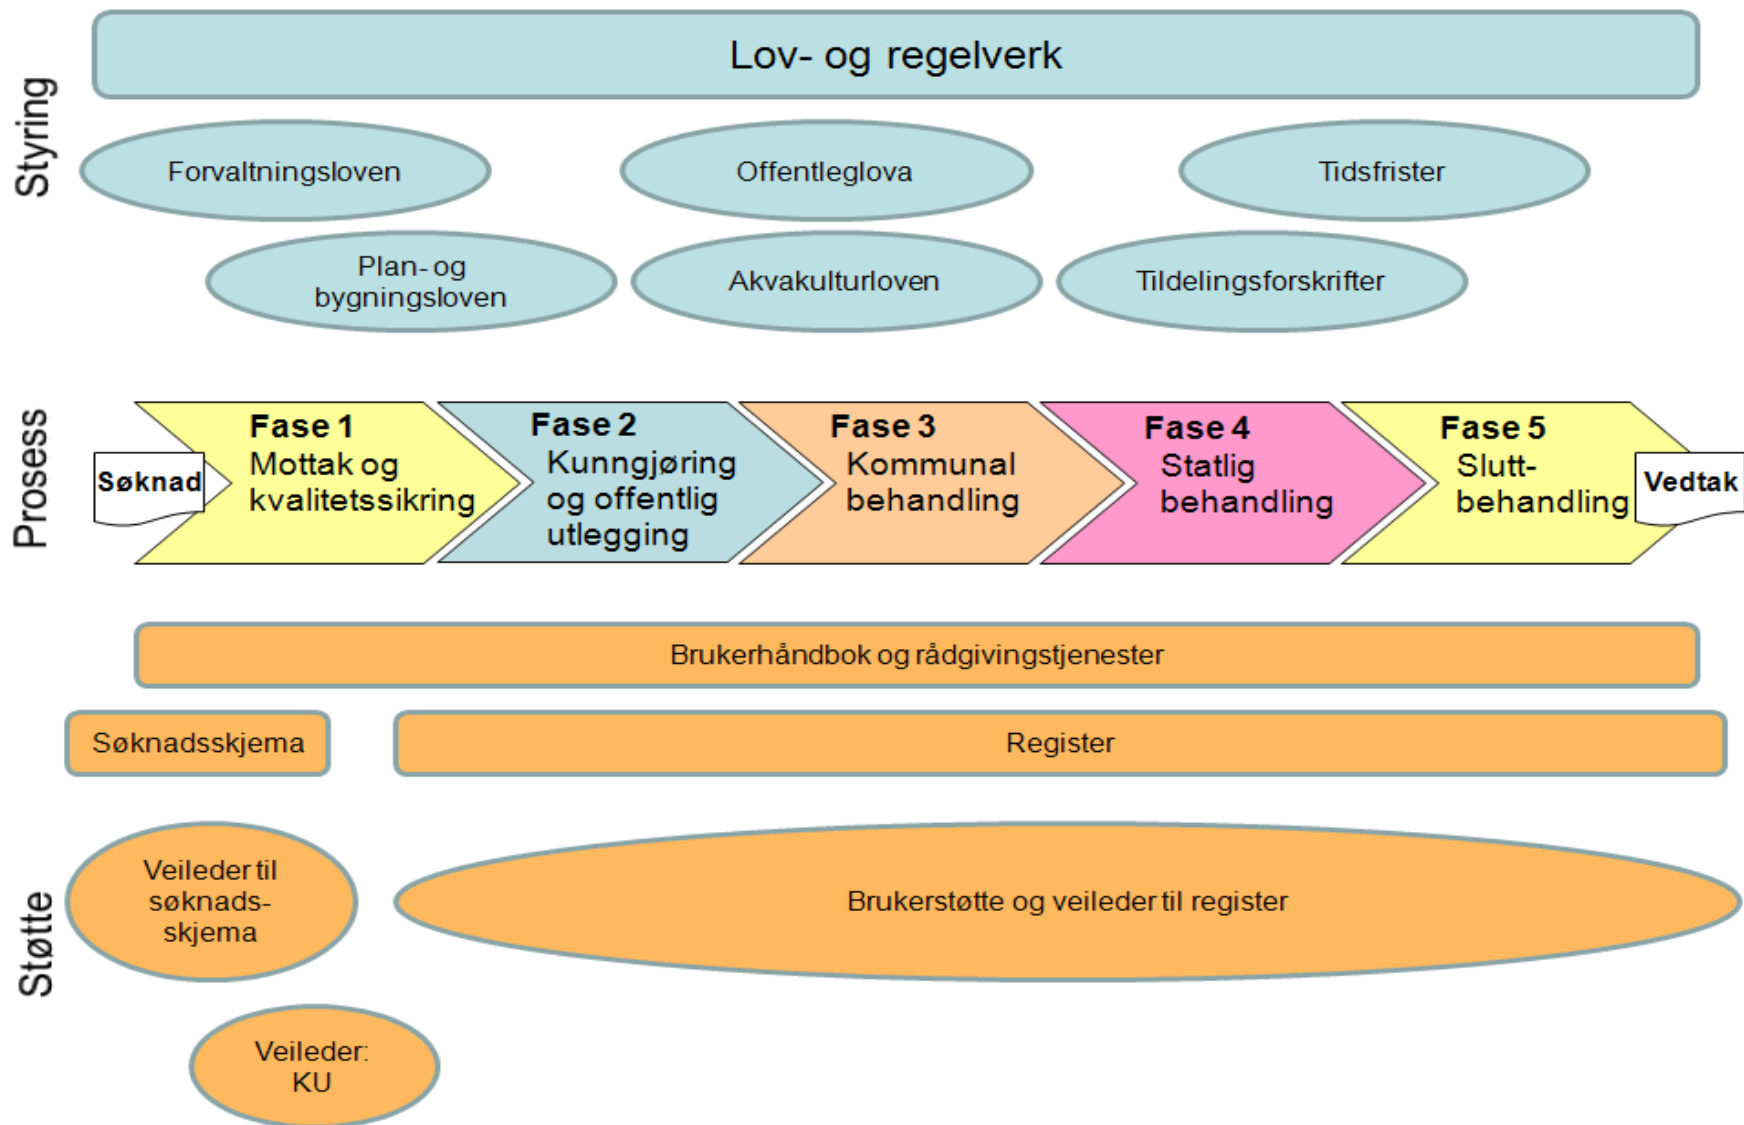 Styring
Lov- og regelverk
Forvaltningsloven
Offentleglova
Tidsfrister
Plan- og
bygningsloven
Akvakulturloven
Tildelingsforskrifter
Prosess
Søknad
Fase 1
Mottak og
kvalitetssikring
Fase 2
Kunngjøring
og offentlig
utlegging
Fase 3
Kommunal
behandling
Fase 4
Statlig
behandling
Fase 5
Slutt-
behandling
Vedtak
Støtte
Brukerhåndbok og rådgivingstjenester
Søknadsskjema
Register
Veileder til
søknads-
skjema
Brukerstøtte og veileder til register
Veileder:
KU